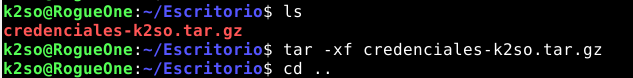 k2so@RogueOne:~/Escritorio$ ls
credenciales-k2so.tar.gz
k2so@RogueOne:~/Escritorio$ tar -xf credenciales-k2so.tar.gz
k2so@RogueOne:~/Escritorio$ cd ..